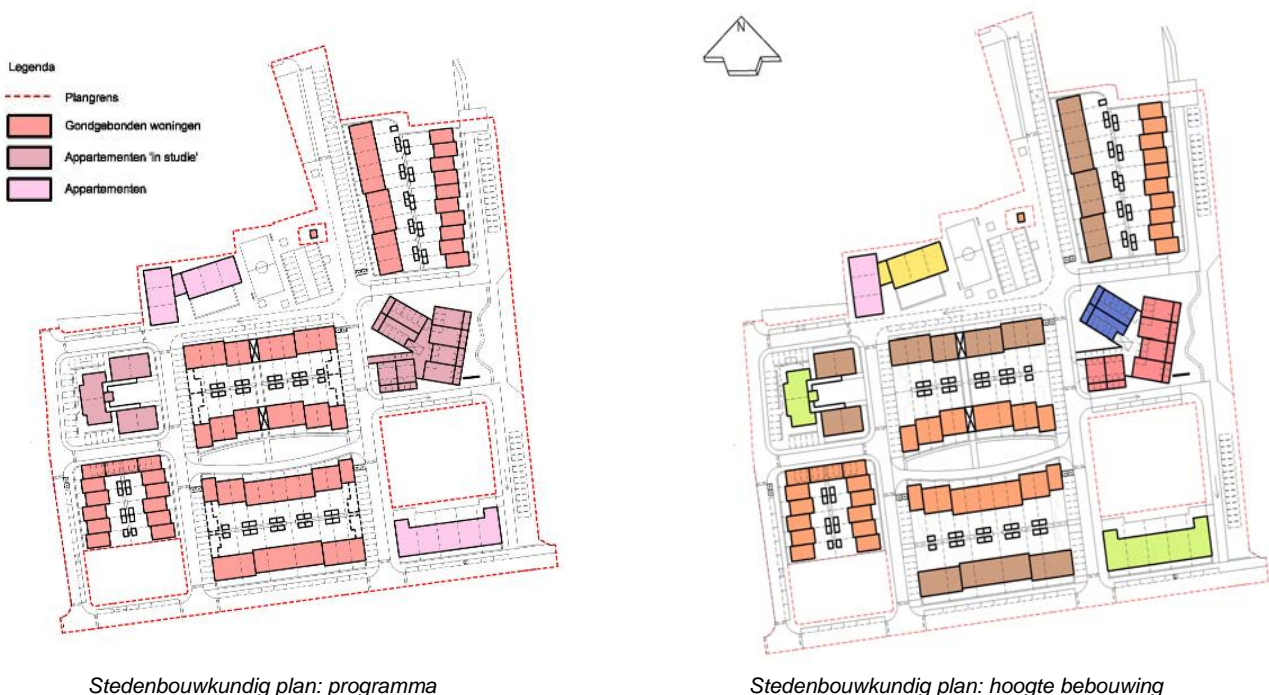 Legenda
Plangrens
Gondgebonden woningen
Appartementen 'in studie'
Appartementen
N
Stedenbouwkundig plan: programma
Stedenbouwkundig plan: hoogte bebouwing